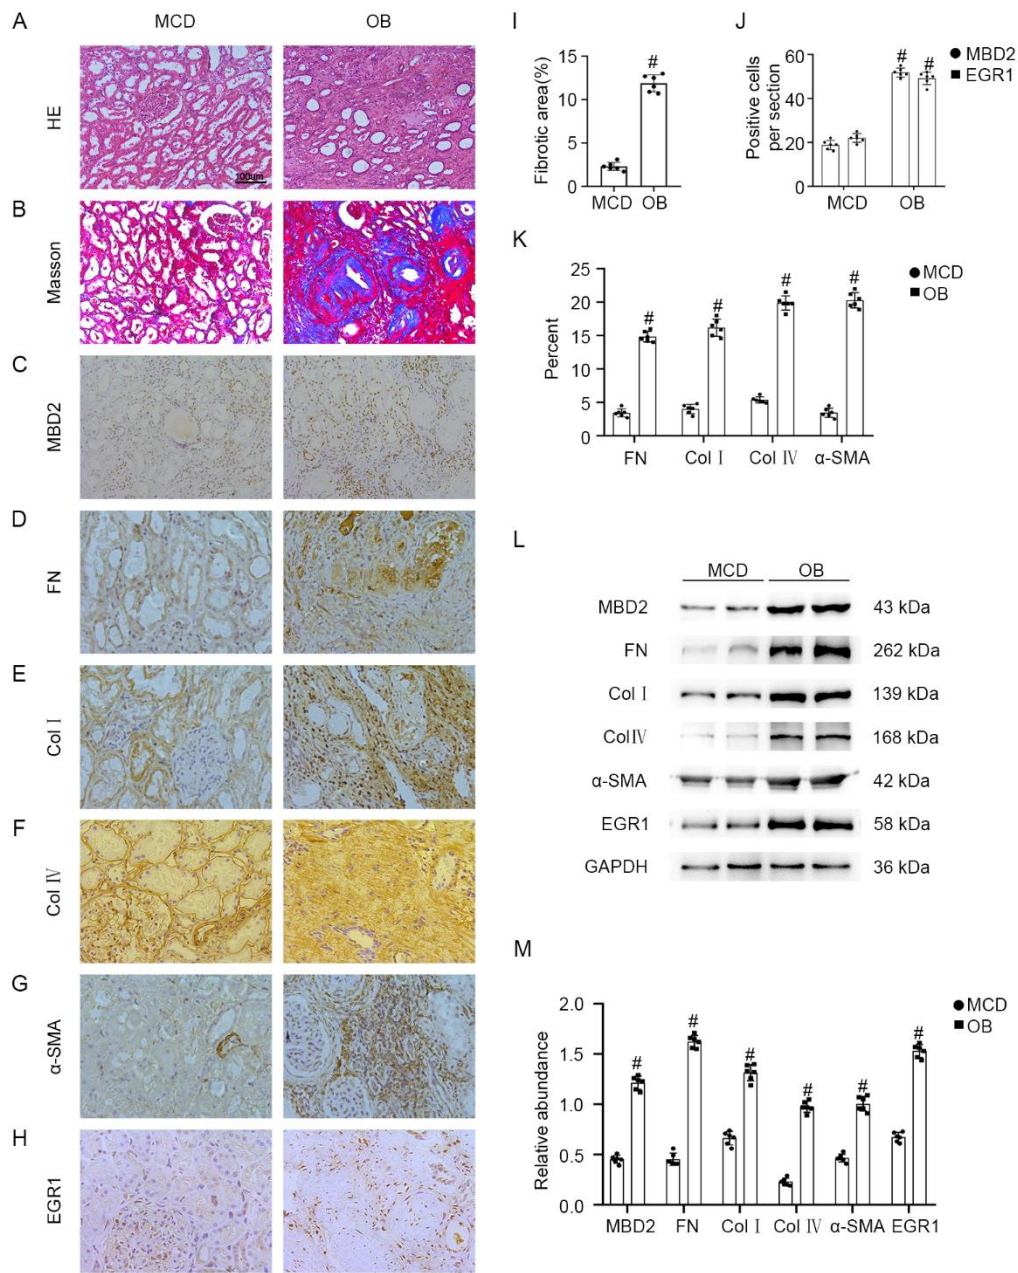 A
MCD
OB
HE
100μm
B
Masson
C
MBD2
D
FN
E
Col Ⅰ
F
Col Ⅳ
G
α-SMA
H
EGR1
I
Fibrotic area(%)
15
10
5
0
MCD
OB
#
J
Positive cells
per section
60
40
20
0
MCD
OB
#
#
MBD2
EGR1
K
Percent
25
20
15
10
5
0
#
#
#
#
FN
Col Ⅰ
Col Ⅳ
α-SMA
MCD
OB
L
MCD
OB
MBD2
43 kDa
FN
262 kDa
Col Ⅰ
139 kDa
ColⅣ
168 kDa
α-SMA
42 kDa
EGR1
58 kDa
GAPDH
36 kDa
M
Relative abundance
2.0
1.5
1.0
0.5
0.0
#
#
#
#
#
#
MBD2
FN
Col Ⅰ
Col Ⅳ
α-SMA
EGR1
MCD
OB